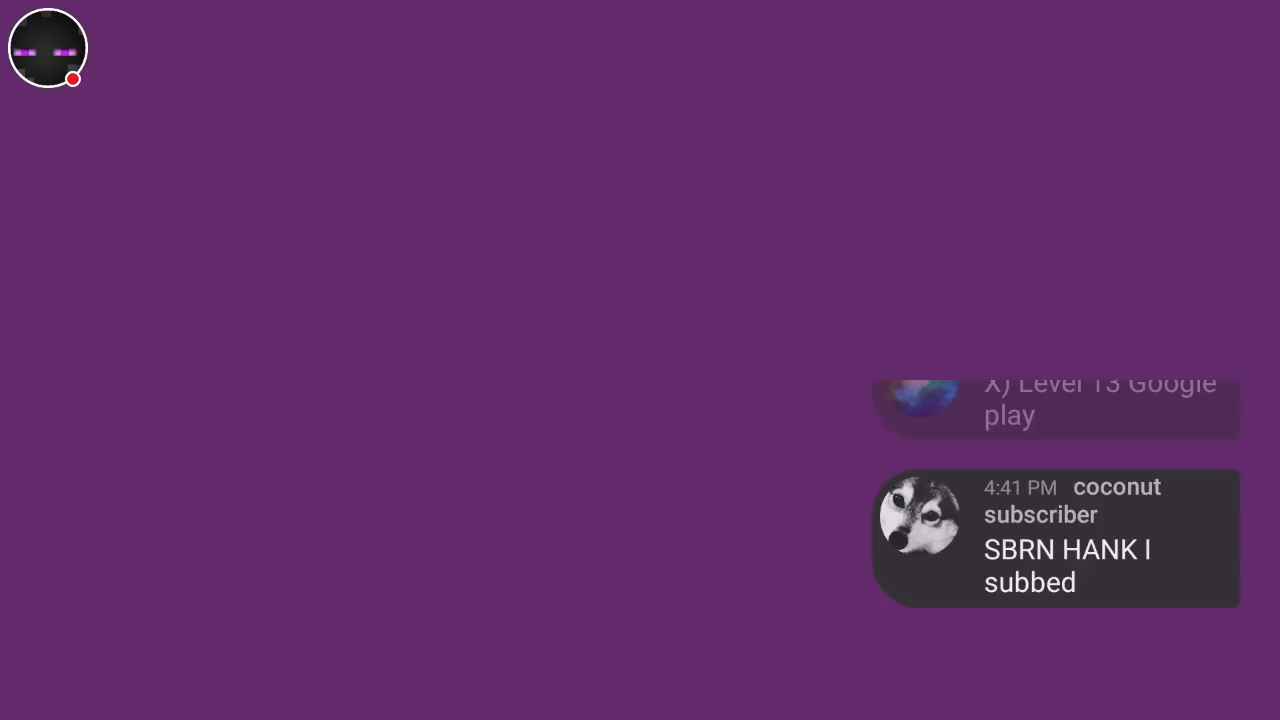 X) Level 13 Google
play
4:41 PM coconut
subscriber
SBRN HANK I
subbed